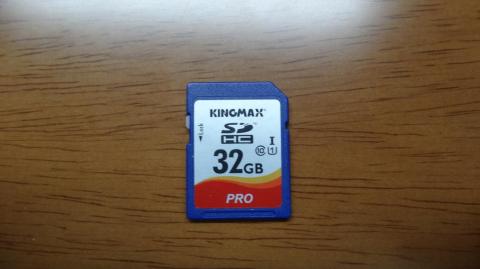 KINGMAX
Lock
SD
HC
I
10 1
32GB
PRO